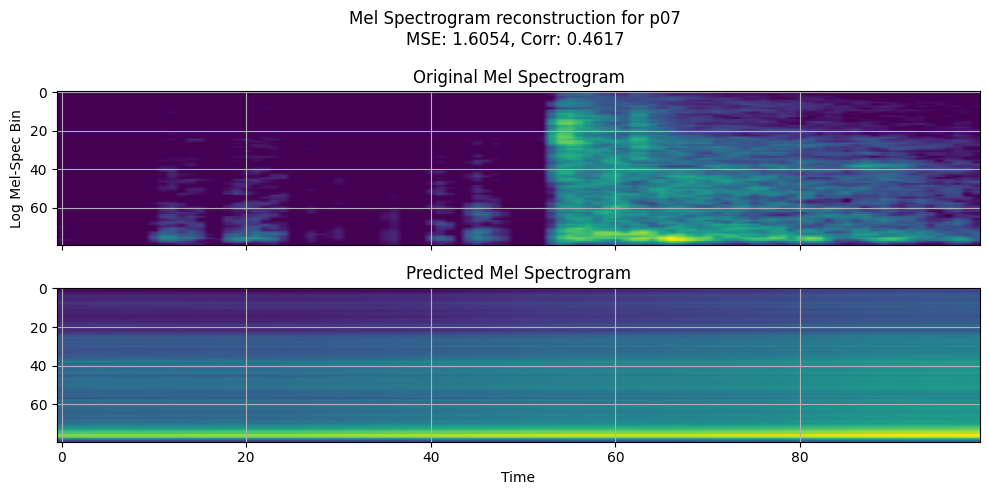 Mel Spectrogram reconstruction for p07
MSE: 1.6054, Corr: 0.4617
Original Mel Spectrogram
0
20
40
60
Log Mel-Spec Bin
Predicted Mel Spectrogram
0
20
40
60
0 20 40 60 80
Time